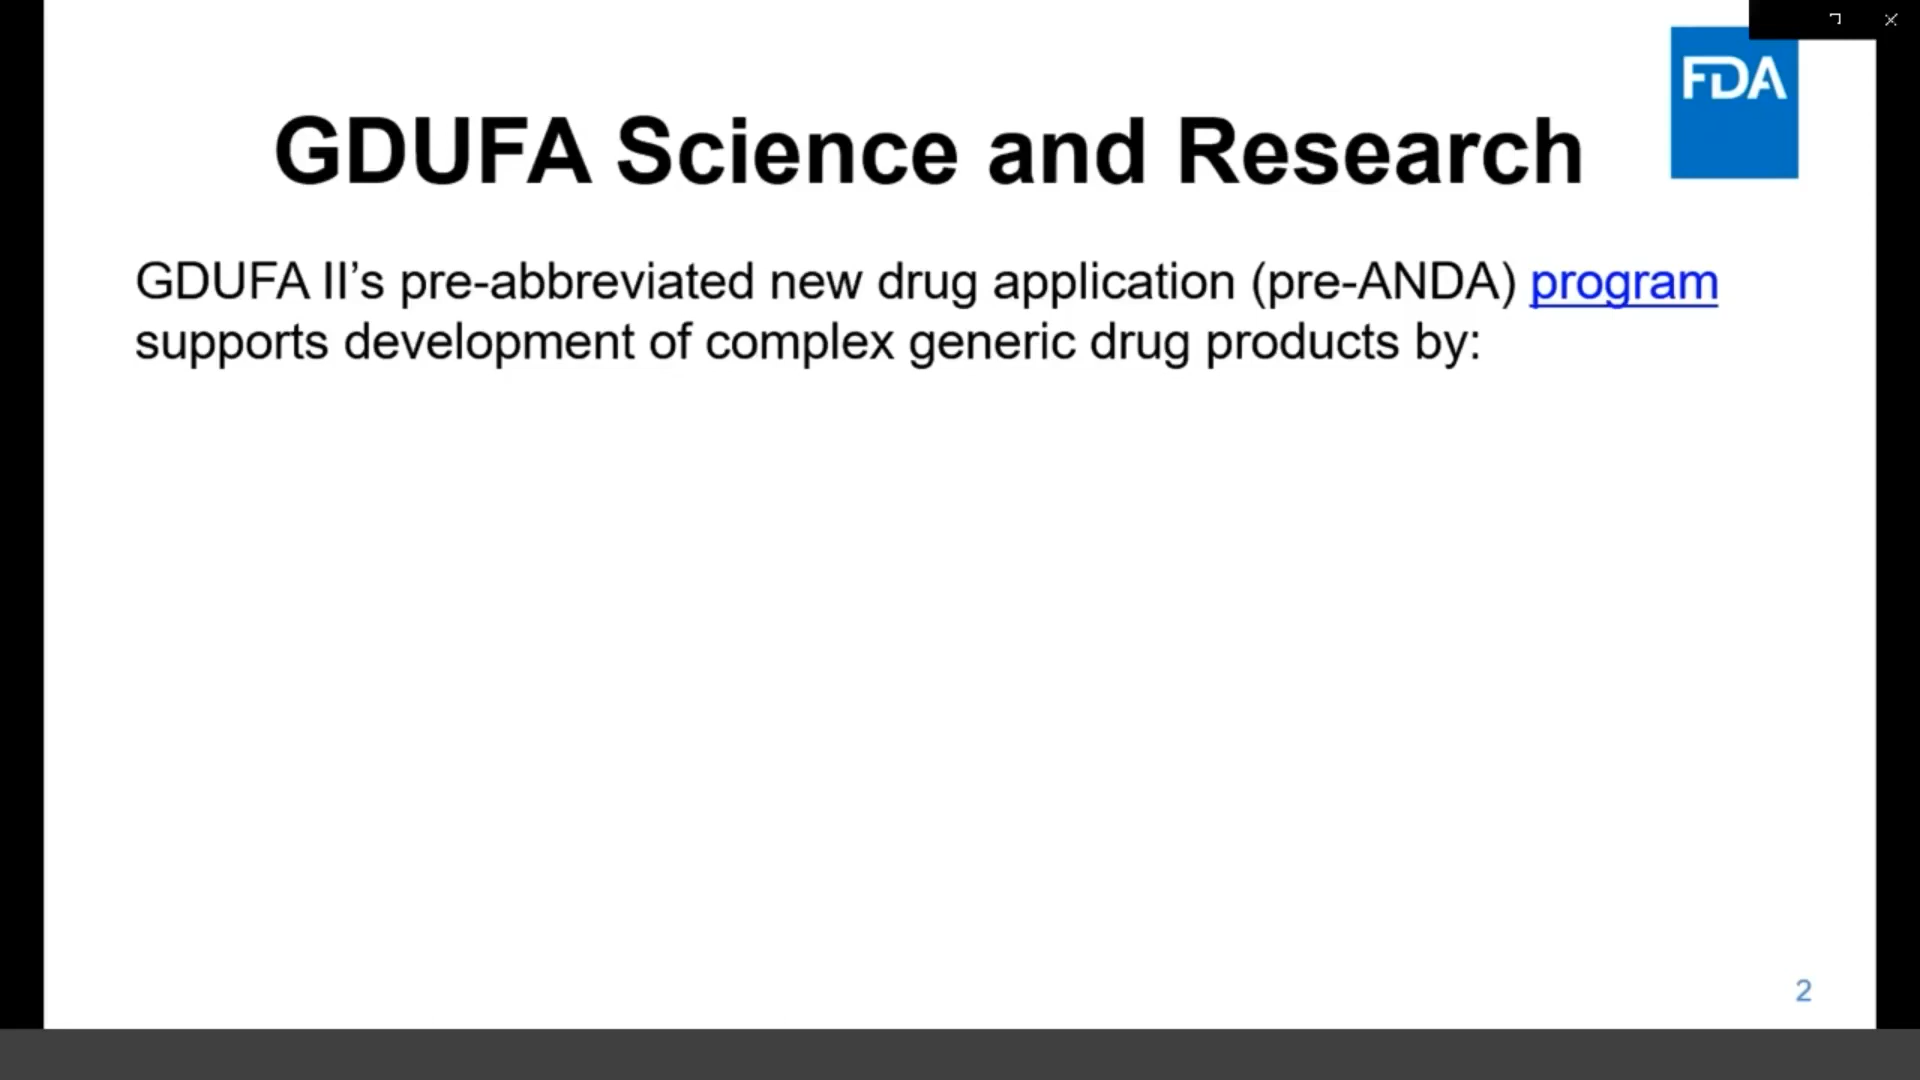 FDA
GDUFA Science and Research
GDUFA II’s pre-abbreviated new drug application (pre-ANDA) program
supports development of complex generic drug products by:
2